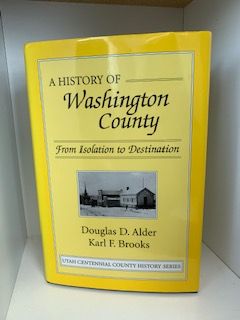 A HISTORY OF
Washington
County
From Isolation to Destination
Douglas D. Alder
Karl F. Brooks
UTAH CENTENNIAL COUNTY HISTORY SERIES